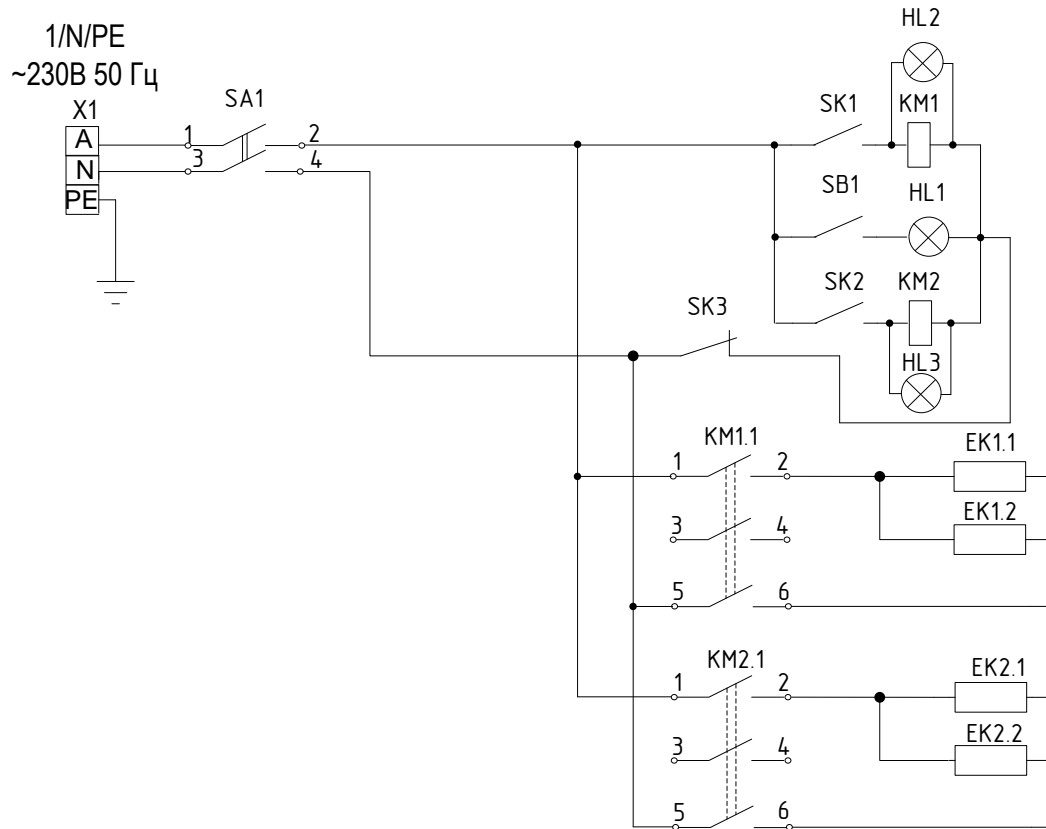 1/N/PE
~230В 50 Гц
X1
A
N
PE
SA1
1 2
3 4
HL2
SK1 KM1
SB1 HL1
SK2 KM2
SK3
HL3
KM1.1
1 2
3 4
5 6
EK1.1
EK1.2
KM2.1
1 2
3 4
5 6
EK2.1
EK2.2